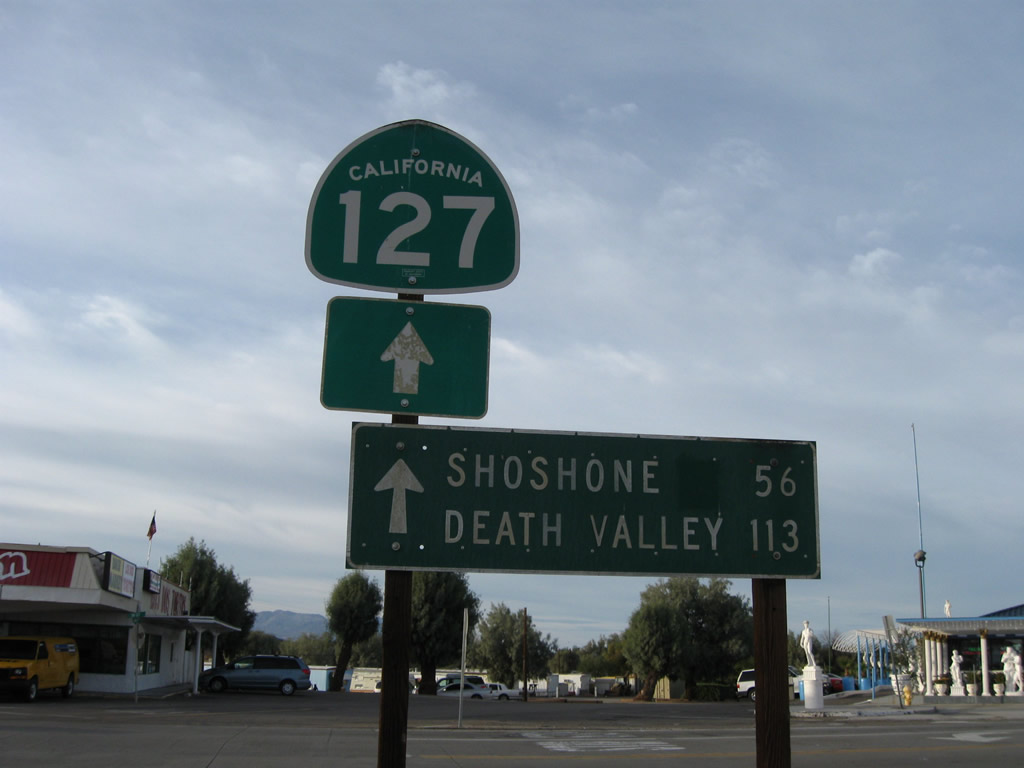 CALIFORNIA
127
SHOSHONE 56
DEATH VALLEY 113